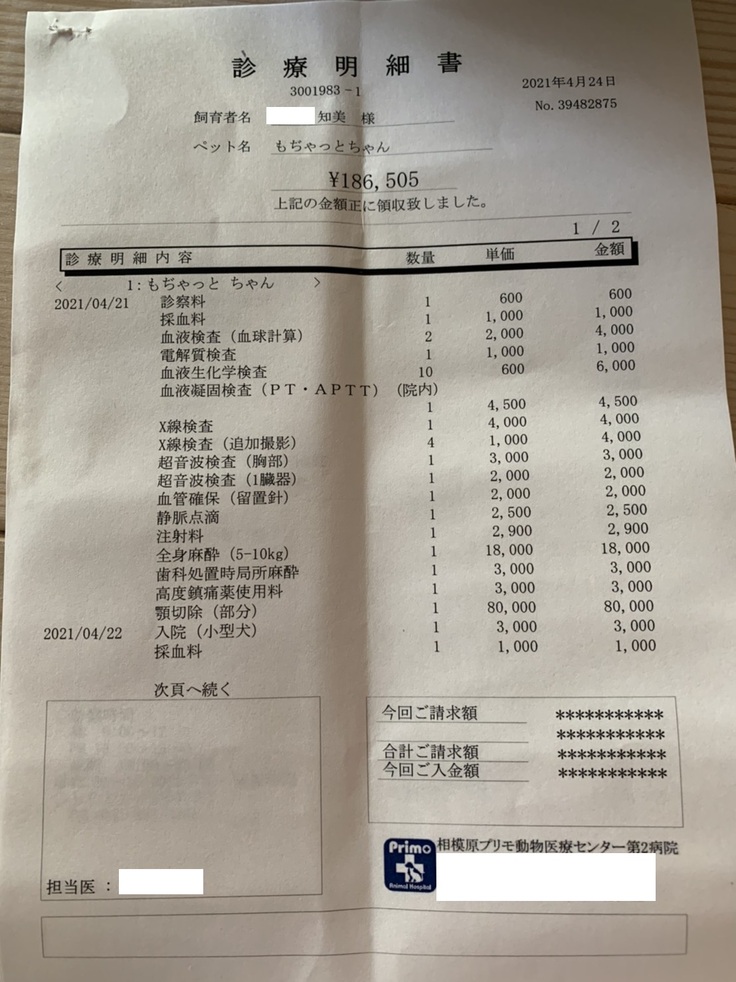 診療明細書
3001983-1
2021年4月24日
No. 39482875
飼育者名 知美 様
ペット名 もぢゃっとちゃん
¥186,505
上記の金額正に領収致しました。
1 / 2
診療明細内容 数量 単価 金額
< 1:もぢゃっと ちゃん >
2021/04/21 診察料 1 600 600
採血料 1 1,000 1,000
血液検査(血球計算) 2 2,000 4,000
電解質検査 1 1,000 1,000
血液生化学検査 10 600 6,000
血液凝固検査(PT・APTT)(院内)
1 4,500 4,500
X線検査 1 4,000 4,000
X線検査(追加撮影) 4 1,000 4,000
超音波検査(胸部) 1 3,000 3,000
超音波検査(1臓器) 1 2,000 2,000
血管確保(留置針) 1 2,000 2,000
静脈点滴 1 2,500 2,500
注射料 1 2,900 2,900
全身麻酔(5-10kg) 1 18,000 18,000
歯科処置時局所麻酔 1 3,000 3,000
高度鎮痛薬使用料 1 3,000 3,000
顎切除(部分) 1 80,000 80,000
2021/04/22 入院(小型犬) 1 3,000 3,000
採血料 1 1,000 1,000
次頁へ続く
今回ご請求額 ***********
***********
合計ご請求額 ***********
今回ご入金額 ***********
担当医:
Primo
Animal Hospital
相模原プリモ動物医療センター第2病院